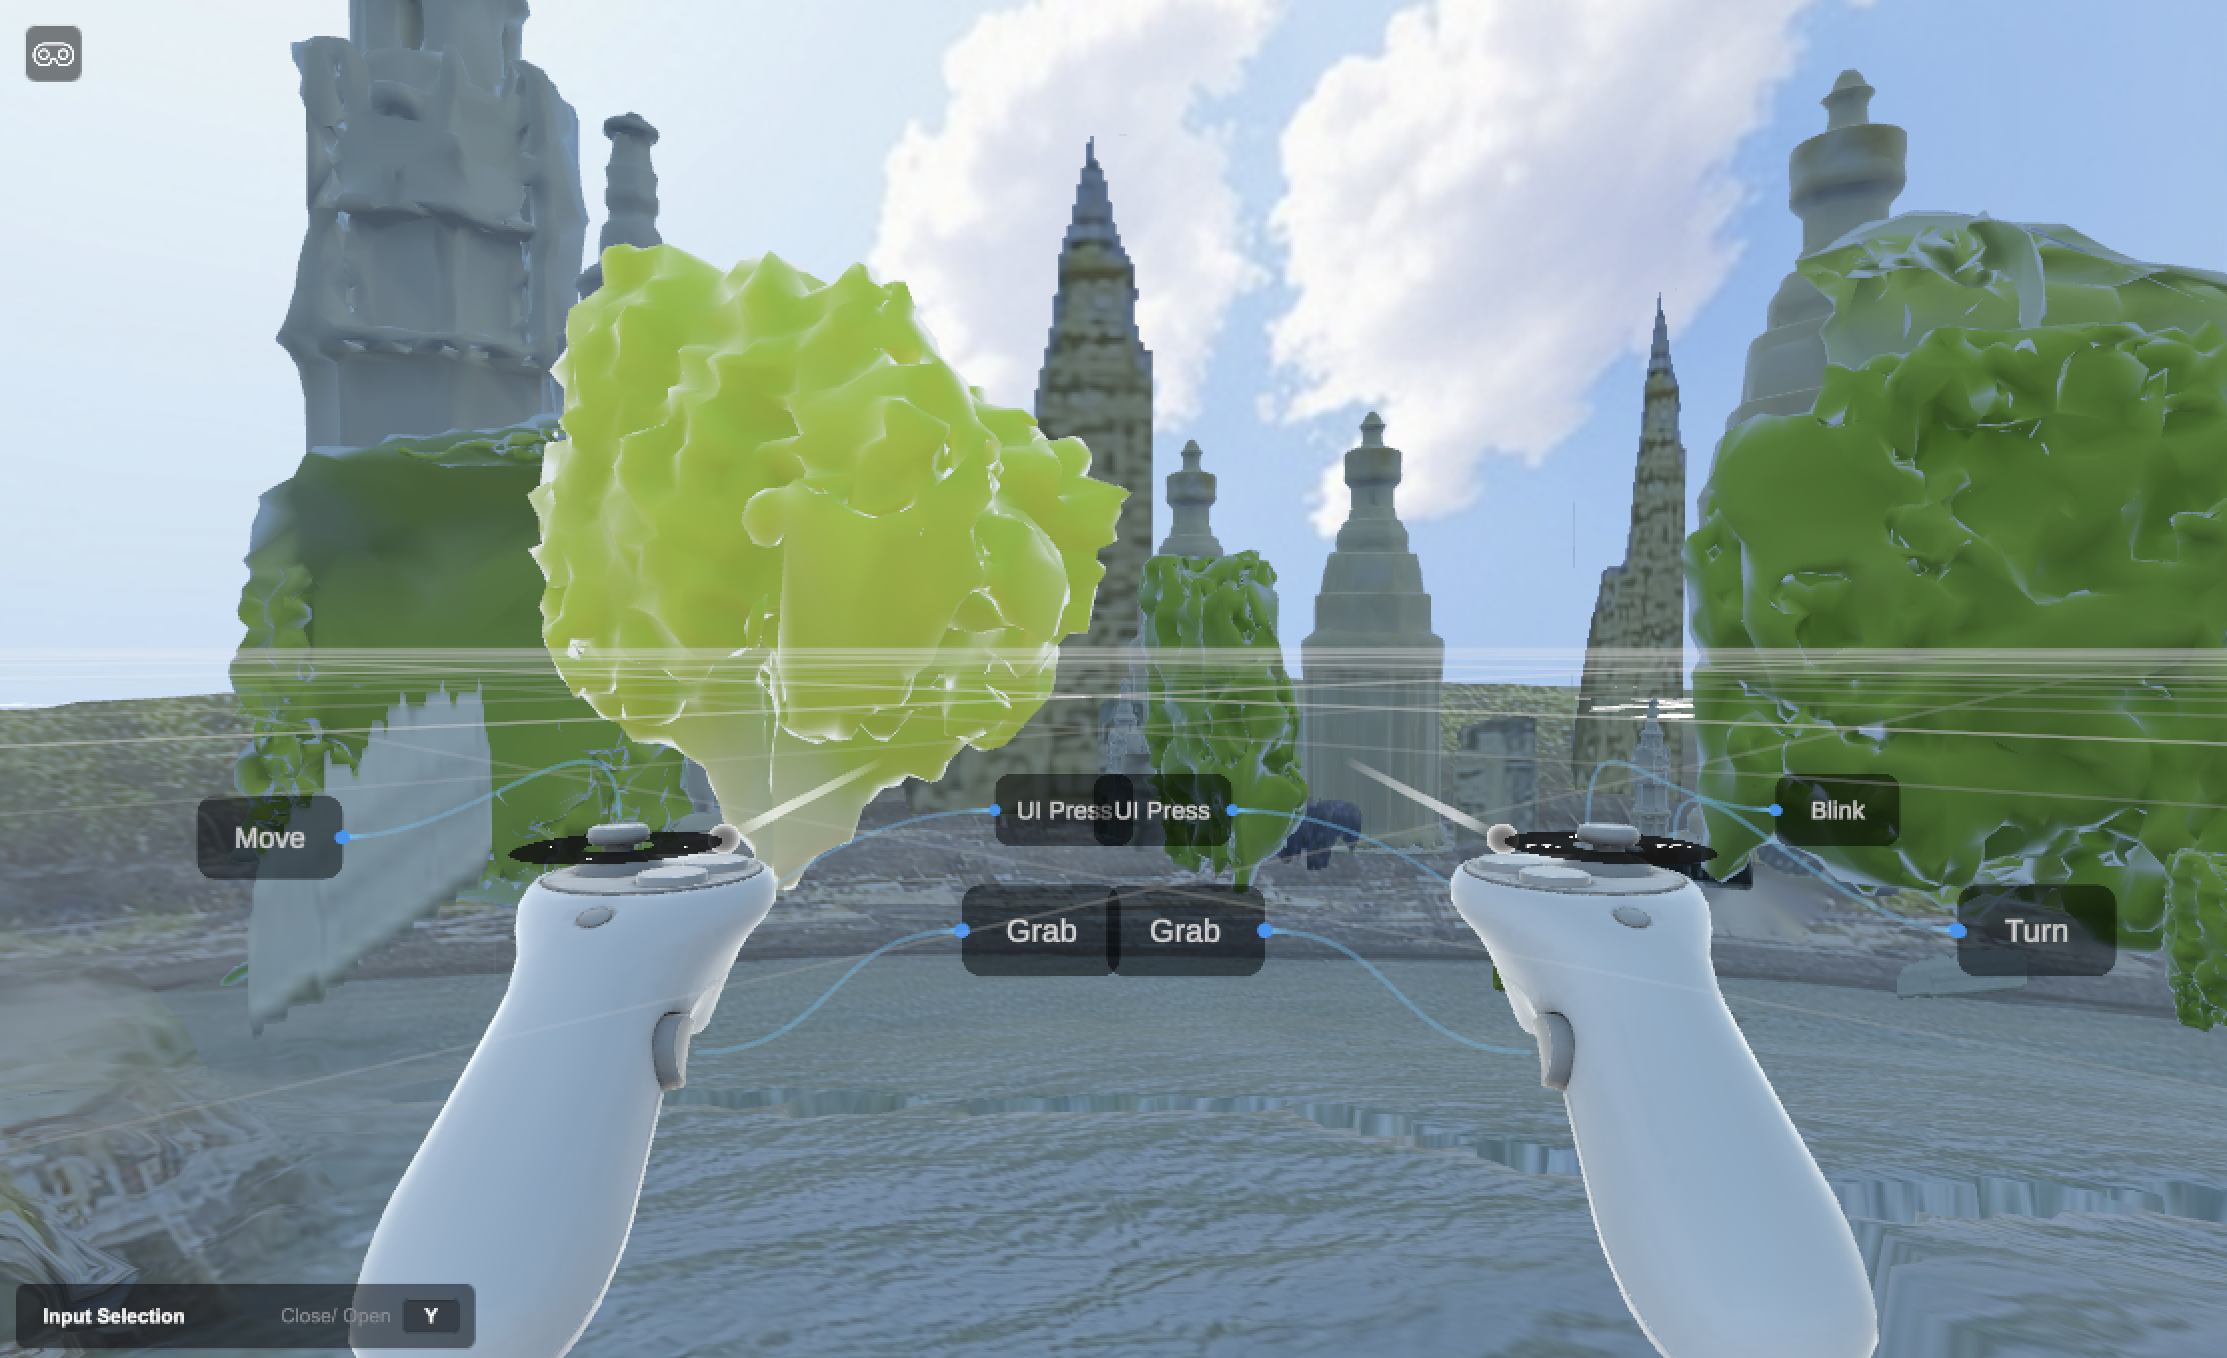 Move
UI Press
UI Press
Blink
Grab
Grab
Turn
Input Selection
Close/ Open
Y